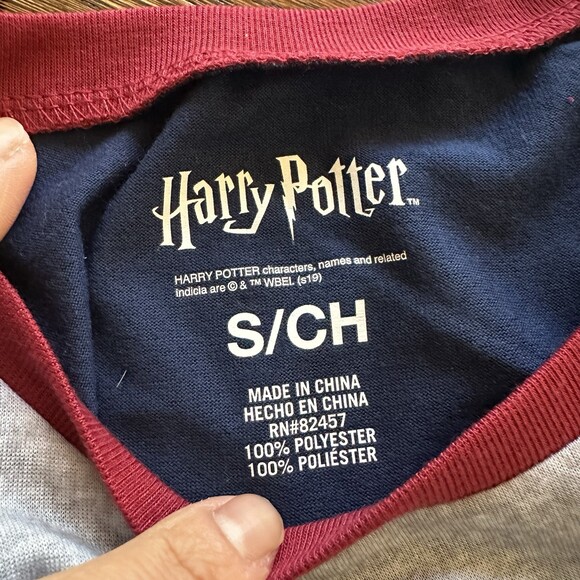 Harry Potter™
HARRY POTTER characters, names and related
indicia are © & ™ WBEI. (s19)
S/CH
MADE IN CHINA
HECHO EN CHINA
RN#82457
100% POLYESTER
100% POLIÉSTER